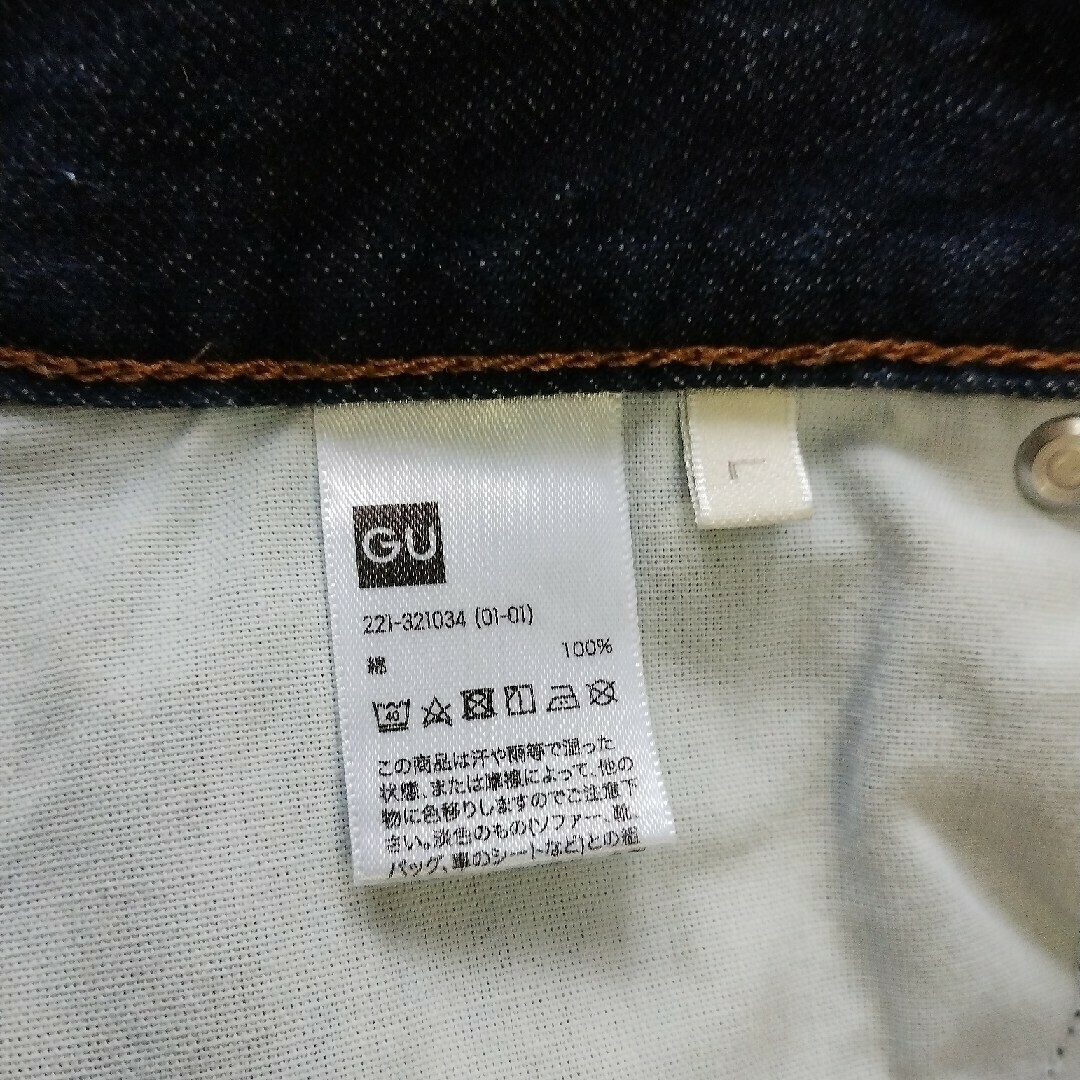 GU
L
221-321034 (01-01)
綿 100%
40
この商品は汗や雨等で湿った
状態、または摩擦によって、他の
物に色移りしますのでご注意下
さい。淡色のもの(ソファー、靴、
バッグ、車のシートなど)との組